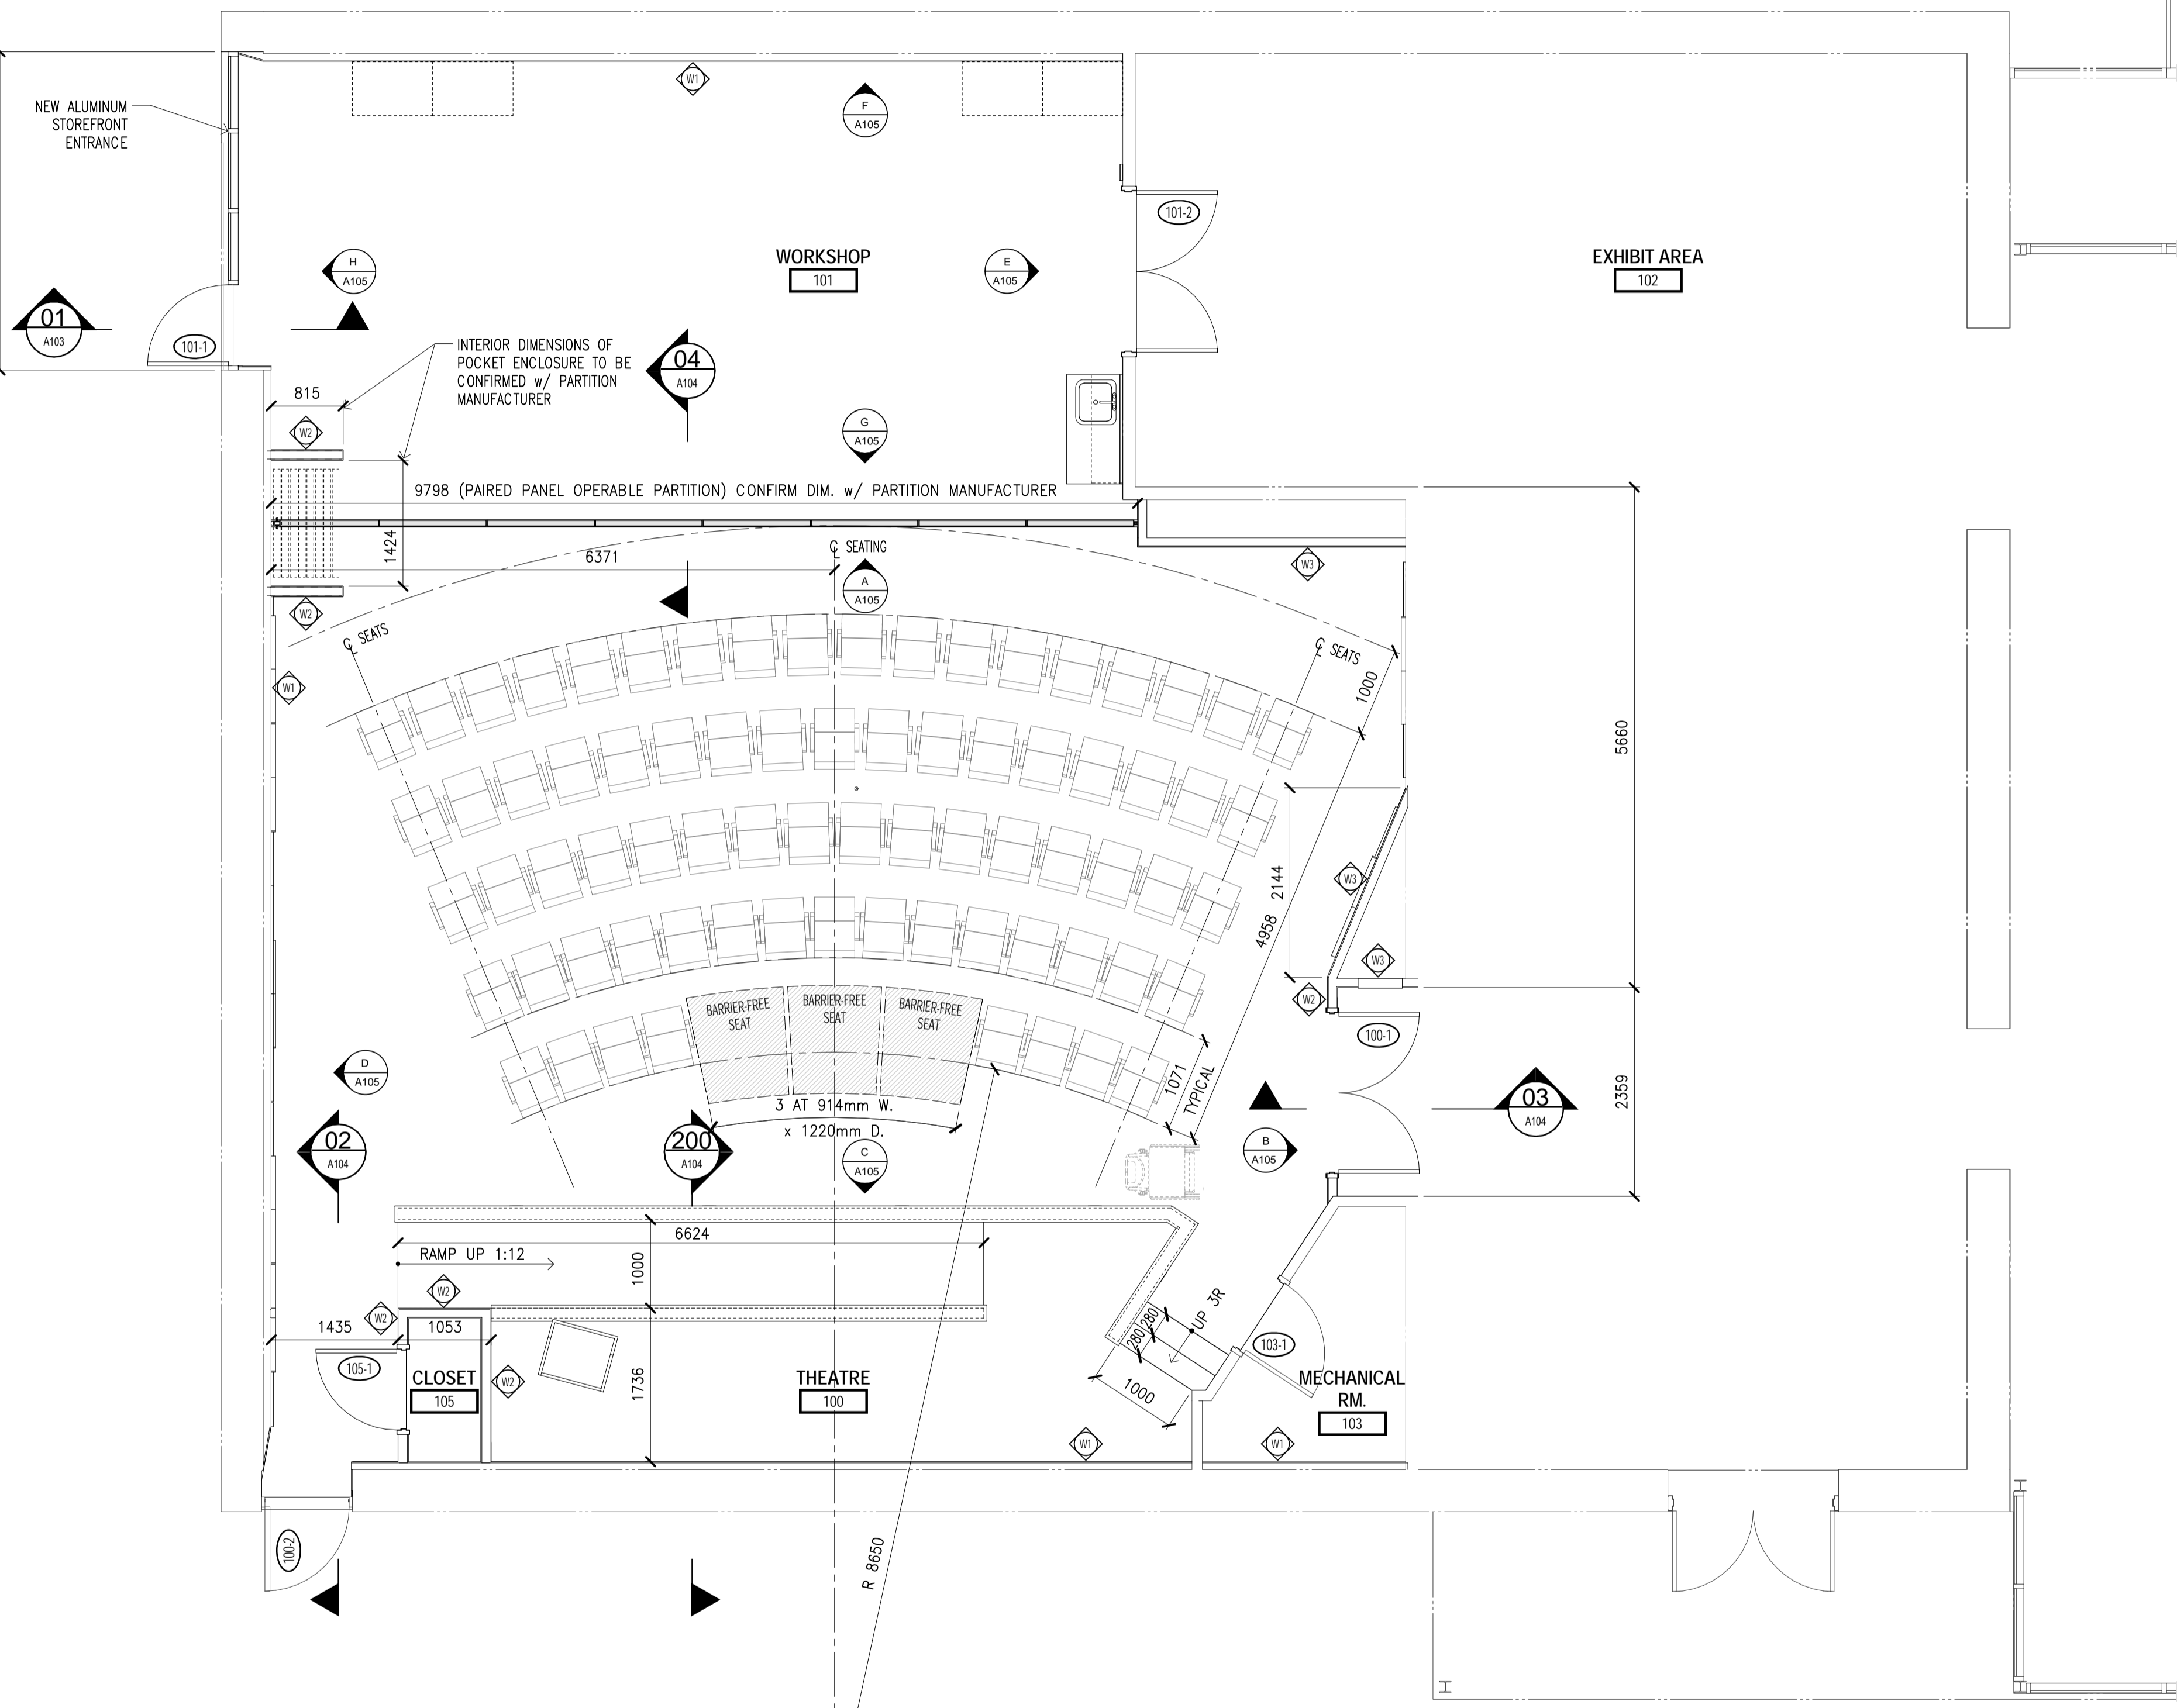 NEW ALUMINUM
STOREFRONT
ENTRANCE
W1
F
A105
101-2
WORKSHOP
101
EXHIBIT AREA
102
H
A105
E
A105
01
A103
101-1
INTERIOR DIMENSIONS OF
POCKET ENCLOSURE TO BE
CONFIRMED w/ PARTITION
MANUFACTURER
04
A104
815
W2
G
A105
9798 (PAIRED PANEL OPERABLE PARTITION) CONFIRM DIM. w/ PARTITION MANUFACTURER
1424
6371
℄ SEATING
A
A105
W3
W2
℄ SEATS
℄ SEATS
1000
W1
5660
2144
4958
W3
W3
W2
BARRIER-FREE
SEAT
BARRIER-FREE
SEAT
BARRIER-FREE
SEAT
100-1
D
A105
1071
TYPICAL
2359
03
A104
3 AT 914mm W.
x 1220mm D.
02
A104
200
A104
C
A105
B
A105
6624
RAMP UP 1:12
1000
W2
W2
1435
1053
280
280
UP 3R
103-1
105-1
CLOSET
105
W2
1736
THEATRE
100
1000
MECHANICAL
RM.
103
W1
W1
100-2
R 8650